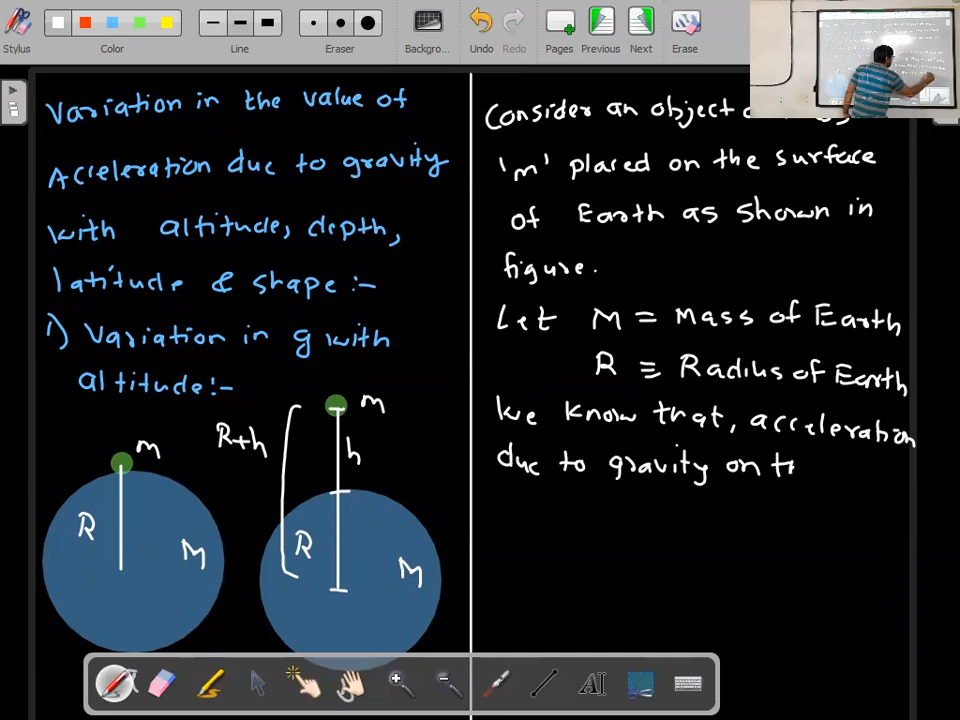 Stylus
Color
Line
Eraser
Backgro...
Undo
Redo
Pages
Previous
Next
Erase
Variation in the value of
Acceleration due to gravity
with altitude, depth,
latitude & shape :-
1) Variation in g with
altitude:-
m
R
M
m
R+h
h
R
M
Consider an object
'm' placed on the surface
of Earth as shown in
figure.
Let M = Mass of Earth
R ≡ Radius of Earth
We know that, acceleration
due to gravity on
AI